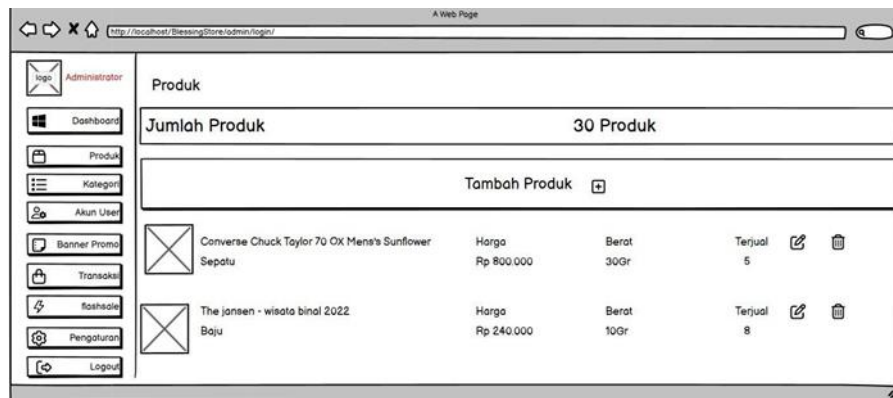 A Web Page
http://localhost/BlessingStore/admin/login/
logo Administrator
Dashboard
Produk
Kategori
Akun User
Banner Promo
Transaksi
flashsale
Pengaturan
Logout
Produk
Jumlah Produk 30 Produk
Tambah Produk
Converse Chuck Taylor 70 OX Mens's Sunflower Harga Berat Terjual
Sepatu Rp 800.000 30Gr 5
The jansen - wisata binal 2022 Harga Berat Terjual
Baju Rp 240.000 10Gr 8